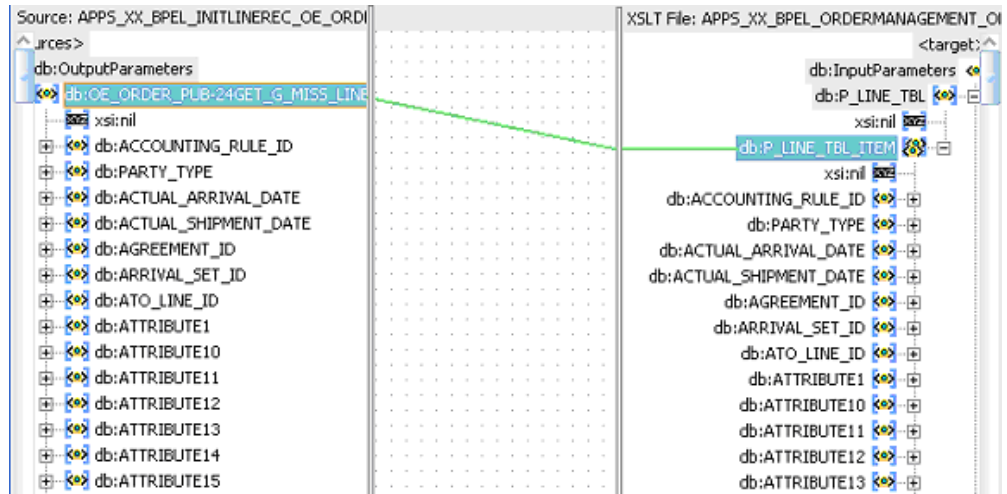 Source: APPS_XX_BPEL_INITLINEREC_OE_ORDI
urces>
db:OutputParameters
db:OE_ORDER_PUB-24GET_G_MISS_LINE
xsi:nil
db:ACCOUNTING_RULE_ID
db:PARTY_TYPE
db:ACTUAL_ARRIVAL_DATE
db:ACTUAL_SHIPMENT_DATE
db:AGREEMENT_ID
db:ARRIVAL_SET_ID
db:ATO_LINE_ID
db:ATTRIBUTE1
db:ATTRIBUTE10
db:ATTRIBUTE11
db:ATTRIBUTE12
db:ATTRIBUTE13
db:ATTRIBUTE14
db:ATTRIBUTE15
XSLT File: APPS_XX_BPEL_ORDERMANAGEMENT_OI
<target>
db:InputParameters
db:P_LINE_TBL
xsi:nil
db:P_LINE_TBL_ITEM
xsi:nil
db:ACCOUNTING_RULE_ID
db:PARTY_TYPE
db:ACTUAL_ARRIVAL_DATE
db:ACTUAL_SHIPMENT_DATE
db:AGREEMENT_ID
db:ARRIVAL_SET_ID
db:ATO_LINE_ID
db:ATTRIBUTE1
db:ATTRIBUTE10
db:ATTRIBUTE11
db:ATTRIBUTE12
db:ATTRIBUTE13